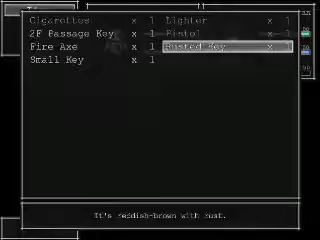 Cigarettes x 1 Lighter x 1
2F Passage Key x 1 Pistol x 1
Fire Axe x 1 Rusted Key x 1
Small Key x 1
It's reddish-brown with rust.